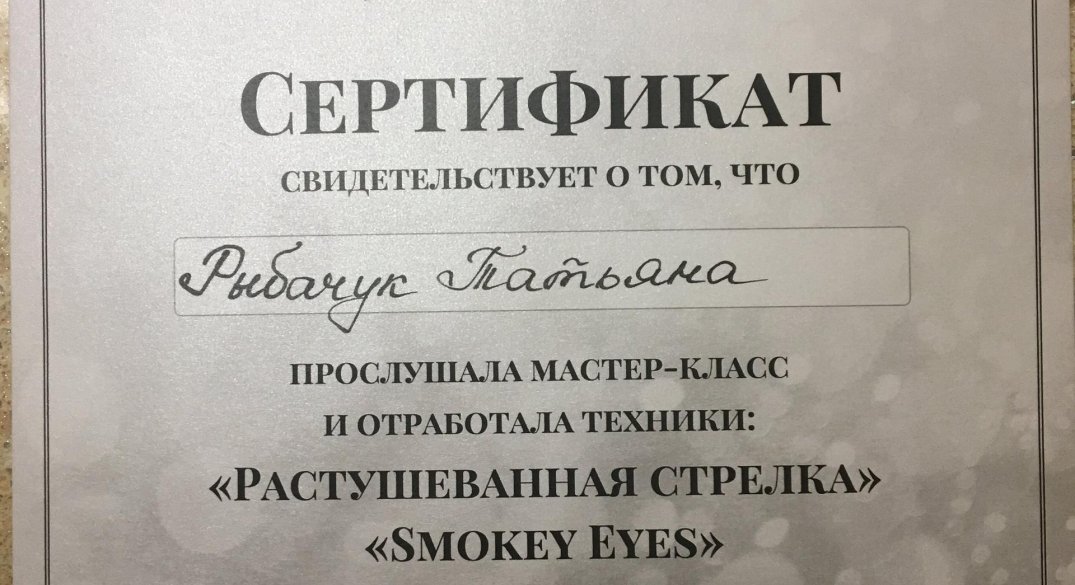 Сертификат
свидетельствует о том, что
Рыбачук Татьяна
прослушала мастер-класс
и отработала техники:
«Растушеванная стрелка»
«Smokey Eyes»